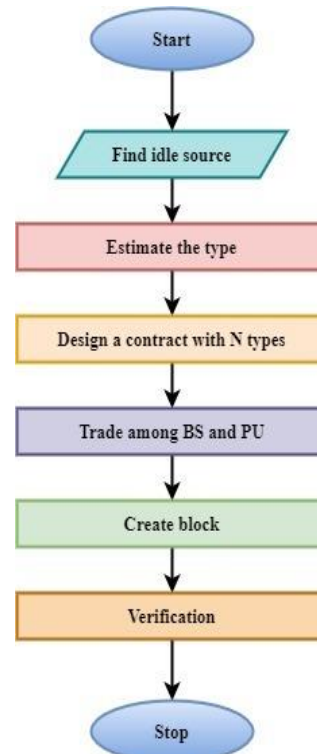 Start
Find idle source
Estimate the type
Design a contract with N types
Trade among BS and PU
Create block
Verification
Stop